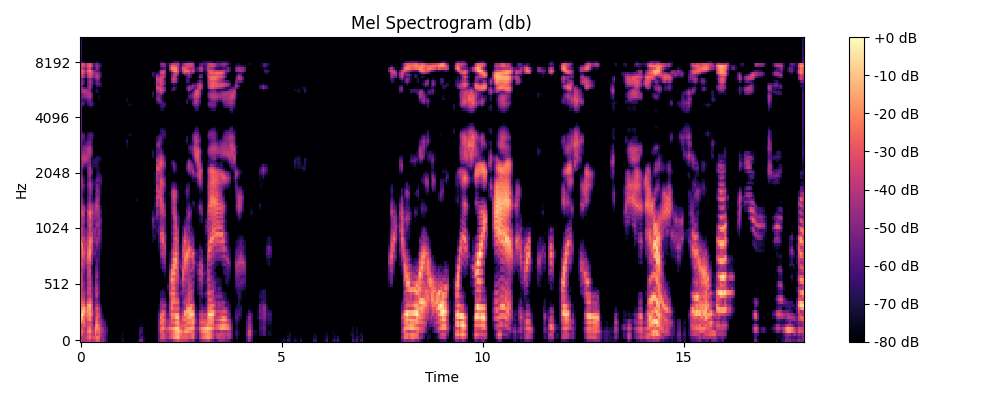 Mel Spectrogram (db)
8192
4096
2048
1024
512
0
Hz
0 5 10 15
Time
+0 dB
-10 dB
-20 dB
-30 dB
-40 dB
-50 dB
-60 dB
-70 dB
-80 dB